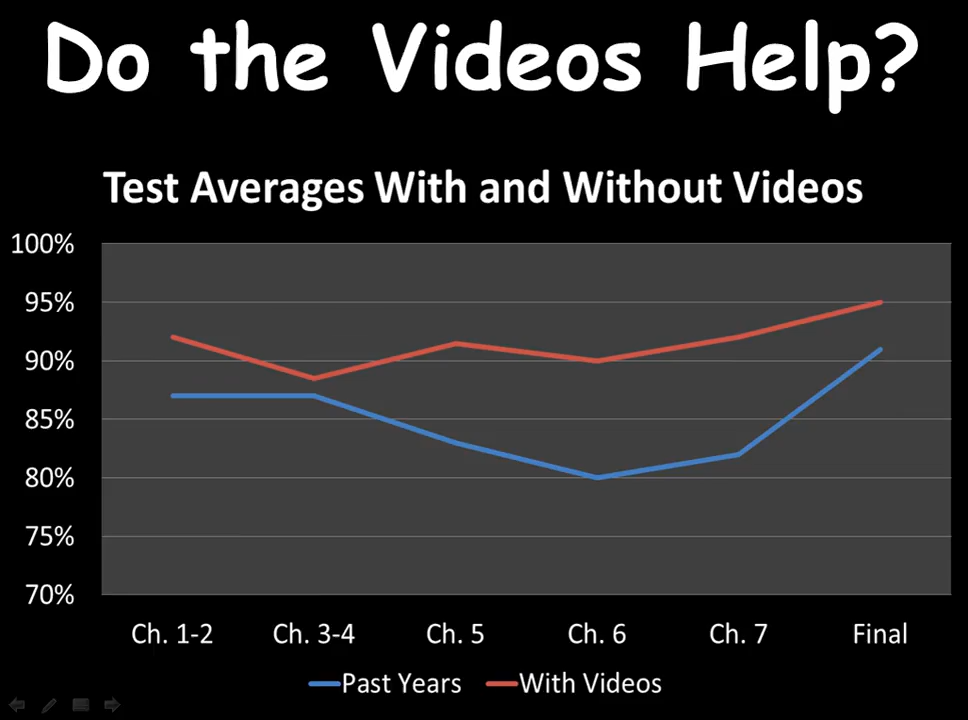 Do the Videos Help?
Test Averages With and Without Videos
100%
95%
90%
85%
80%
75%
70%
Ch. 1-2 Ch. 3-4 Ch. 5 Ch. 6 Ch. 7 Final
Past Years With Videos